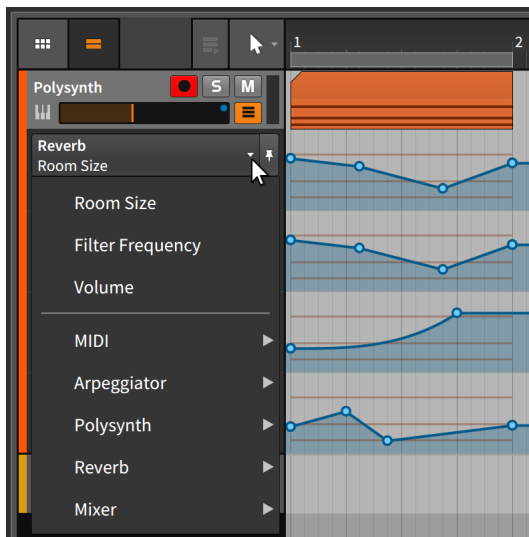 1
2
Polysynth
S
M
Reverb
Room Size
Room Size
Filter Frequency
Volume
MIDI
Arpeggiator
Polysynth
Reverb
Mixer